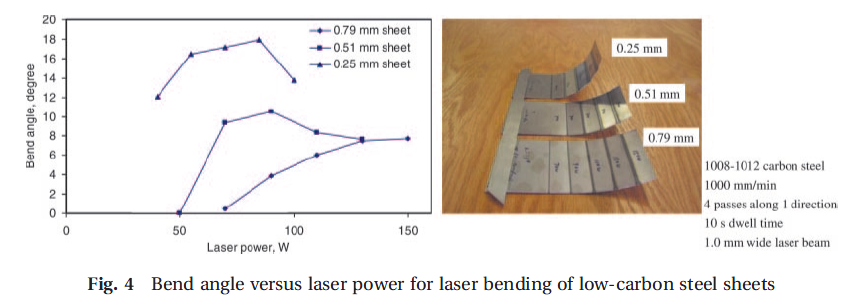 20
18
16
14
12
10
8
6
4
2
0
Bend angle, degree
0.79 mm sheet
0.51 mm sheet
0.25 mm sheet
0 50 100 150
Laser power, W
0.25 mm
0.51 mm
0.79 mm
1008-1012 carbon steel
1000 mm/min
4 passes along 1 direction
10 s dwell time
1.0 mm wide laser beam
Fig. 4 Bend angle versus laser power for laser bending of low-carbon steel sheets